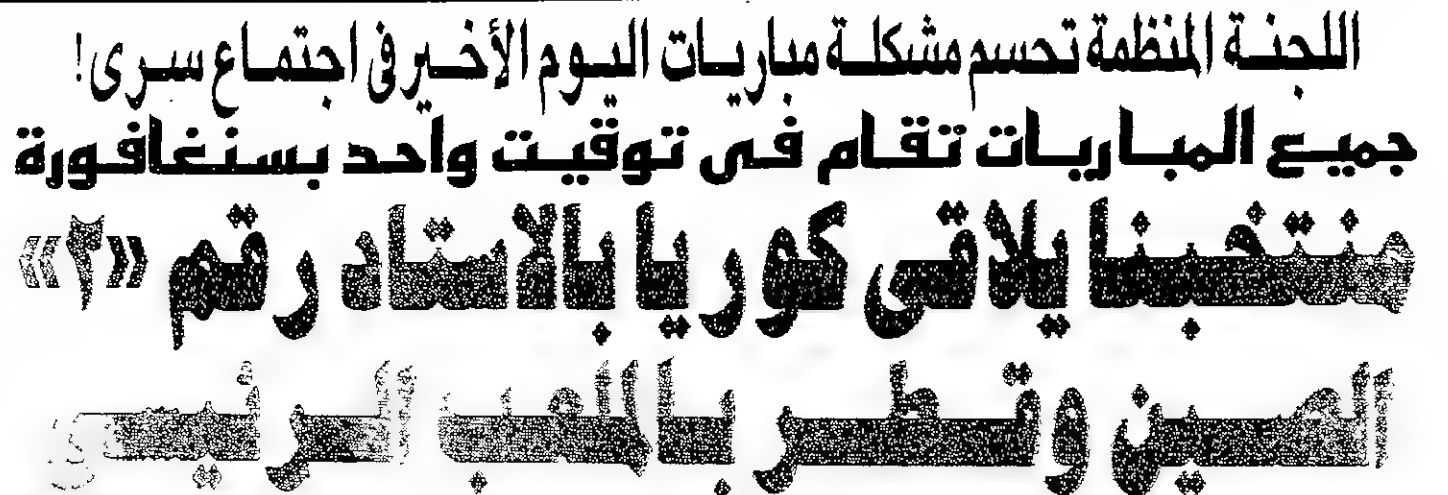 اللجنة المنظمة تحسم مشكلة مباريات اليوم الأخير فى اجتماع سرى!
جميع المباريات تقام فى توقيت واحد بسنغافورة
منتخبنا يلاقى كوريا بالاستاد رقم «٢»
الصين وقطر بالملعب الرئيسى